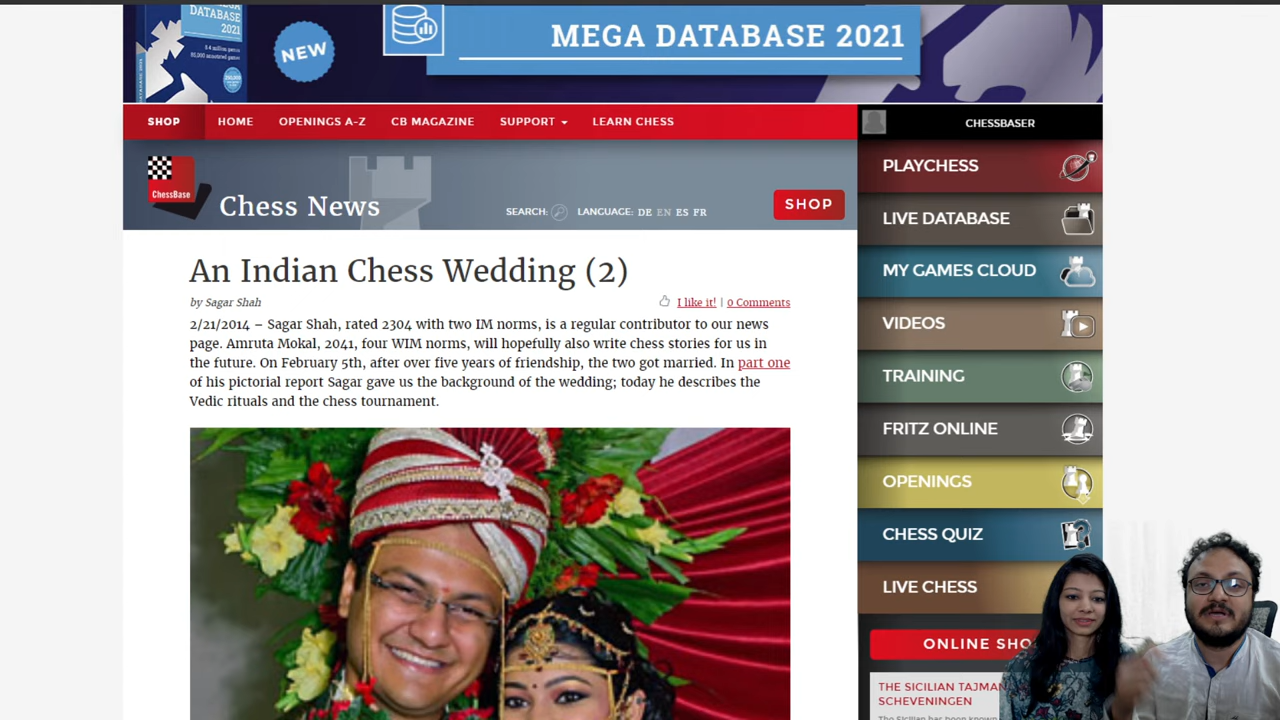 MEGA
DATABASE
2021
NEW
MEGA DATABASE 2021
SHOP HOME OPENINGS A-Z CB MAGAZINE SUPPORT LEARN CHESS
CHESSBASER
ChessBase
Chess News
SEARCH: LANGUAGE: DE EN ES FR
SHOP
PLAYCHESS
LIVE DATABASE
MY GAMES CLOUD
VIDEOS
TRAINING
FRITZ ONLINE
OPENINGS
CHESS QUIZ
LIVE CHESS
ONLINE SHO
THE SICILIAN TAJMAN
SCHEVENINGEN
The Sicilian has been known
An Indian Chess Wedding (2)
by Sagar Shah
I like it! | 0 Comments
2/21/2014 – Sagar Shah, rated 2304 with two IM norms, is a regular contributor to our news
page. Amruta Mokal, 2041, four WIM norms, will hopefully also write chess stories for us in
the future. On February 5th, after over five years of friendship, the two got married. In part one
of his pictorial report Sagar gave us the background of the wedding; today he describes the
Vedic rituals and the chess tournament.